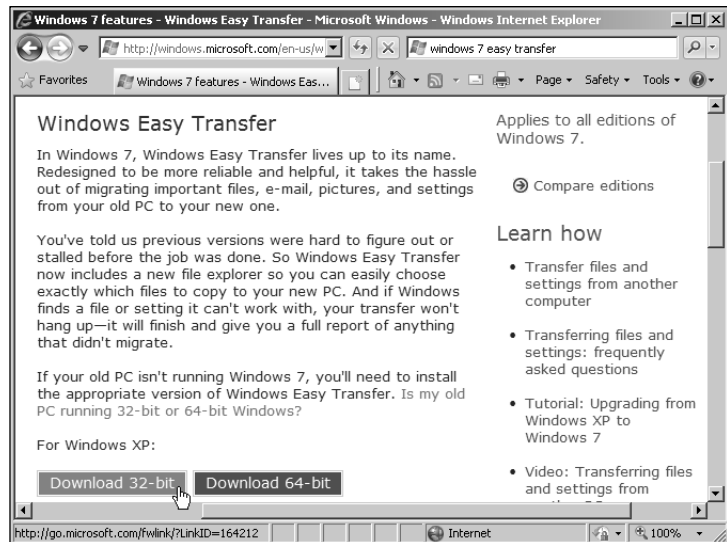 Windows 7 features - Windows Easy Transfer - Microsoft Windows - Windows Internet Explorer
http://windows.microsoft.com/en-us/w
windows 7 easy transfer
Favorites
Windows 7 features - Windows Eas...
Page
Safety
Tools
Windows Easy Transfer
In Windows 7, Windows Easy Transfer lives up to its name.
Redesigned to be more reliable and helpful, it takes the hassle
out of migrating important files, e-mail, pictures, and settings
from your old PC to your new one.
You've told us previous versions were hard to figure out or
stalled before the job was done. So Windows Easy Transfer
now includes a new file explorer so you can easily choose
exactly which files to copy to your new PC. And if Windows
finds a file or setting it can't work with, your transfer won't
hang up—it will finish and give you a full report of anything
that didn't migrate.
If your old PC isn't running Windows 7, you'll need to install
the appropriate version of Windows Easy Transfer. Is my old
PC running 32-bit or 64-bit Windows?
For Windows XP:
Download 32-bit
Download 64-bit
Applies to all editions of
Windows 7.
Compare editions
Learn how
• Transfer files and
settings from another
computer
• Transferring files and
settings: frequently
asked questions
• Tutorial: Upgrading from
Windows XP to
Windows 7
• Video: Transferring files
and settings from
http://go.microsoft.com/fwlink/?LinkID=164212
Internet
100%